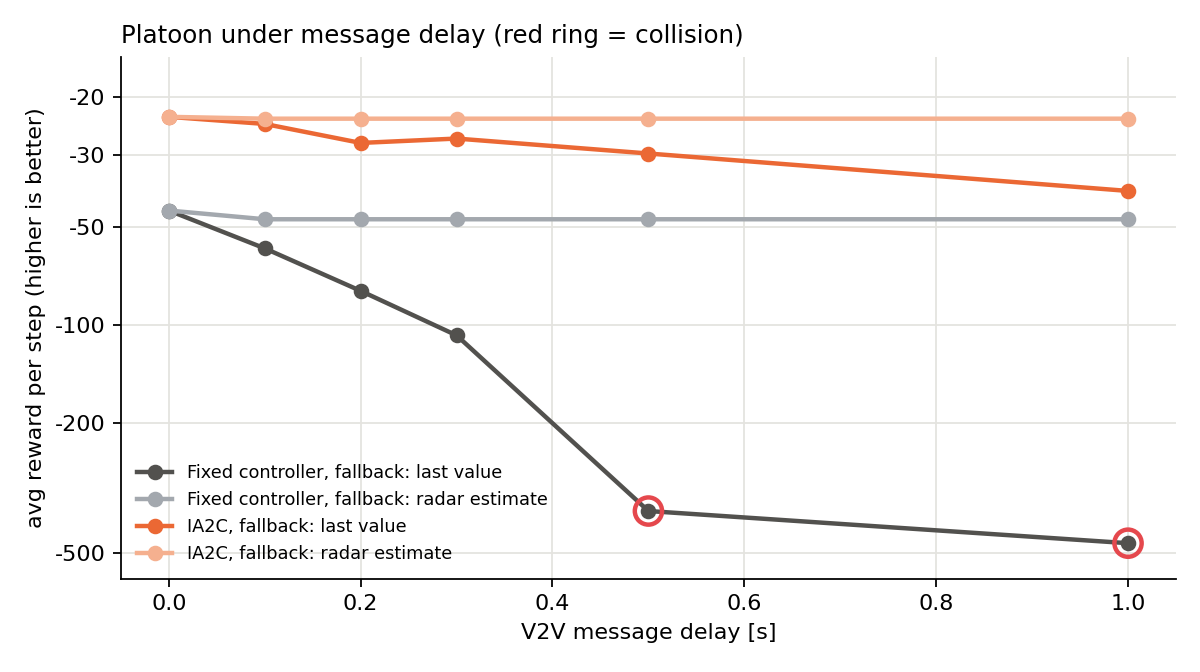 Platoon under message delay (red ring = collision)
avg reward per step (higher is better)
-20
-30
-50
-100
-200
-500
Fixed controller, fallback: last value
Fixed controller, fallback: radar estimate
IA2C, fallback: last value
IA2C, fallback: radar estimate
0.0 0.2 0.4 0.6 0.8 1.0
V2V message delay [s]